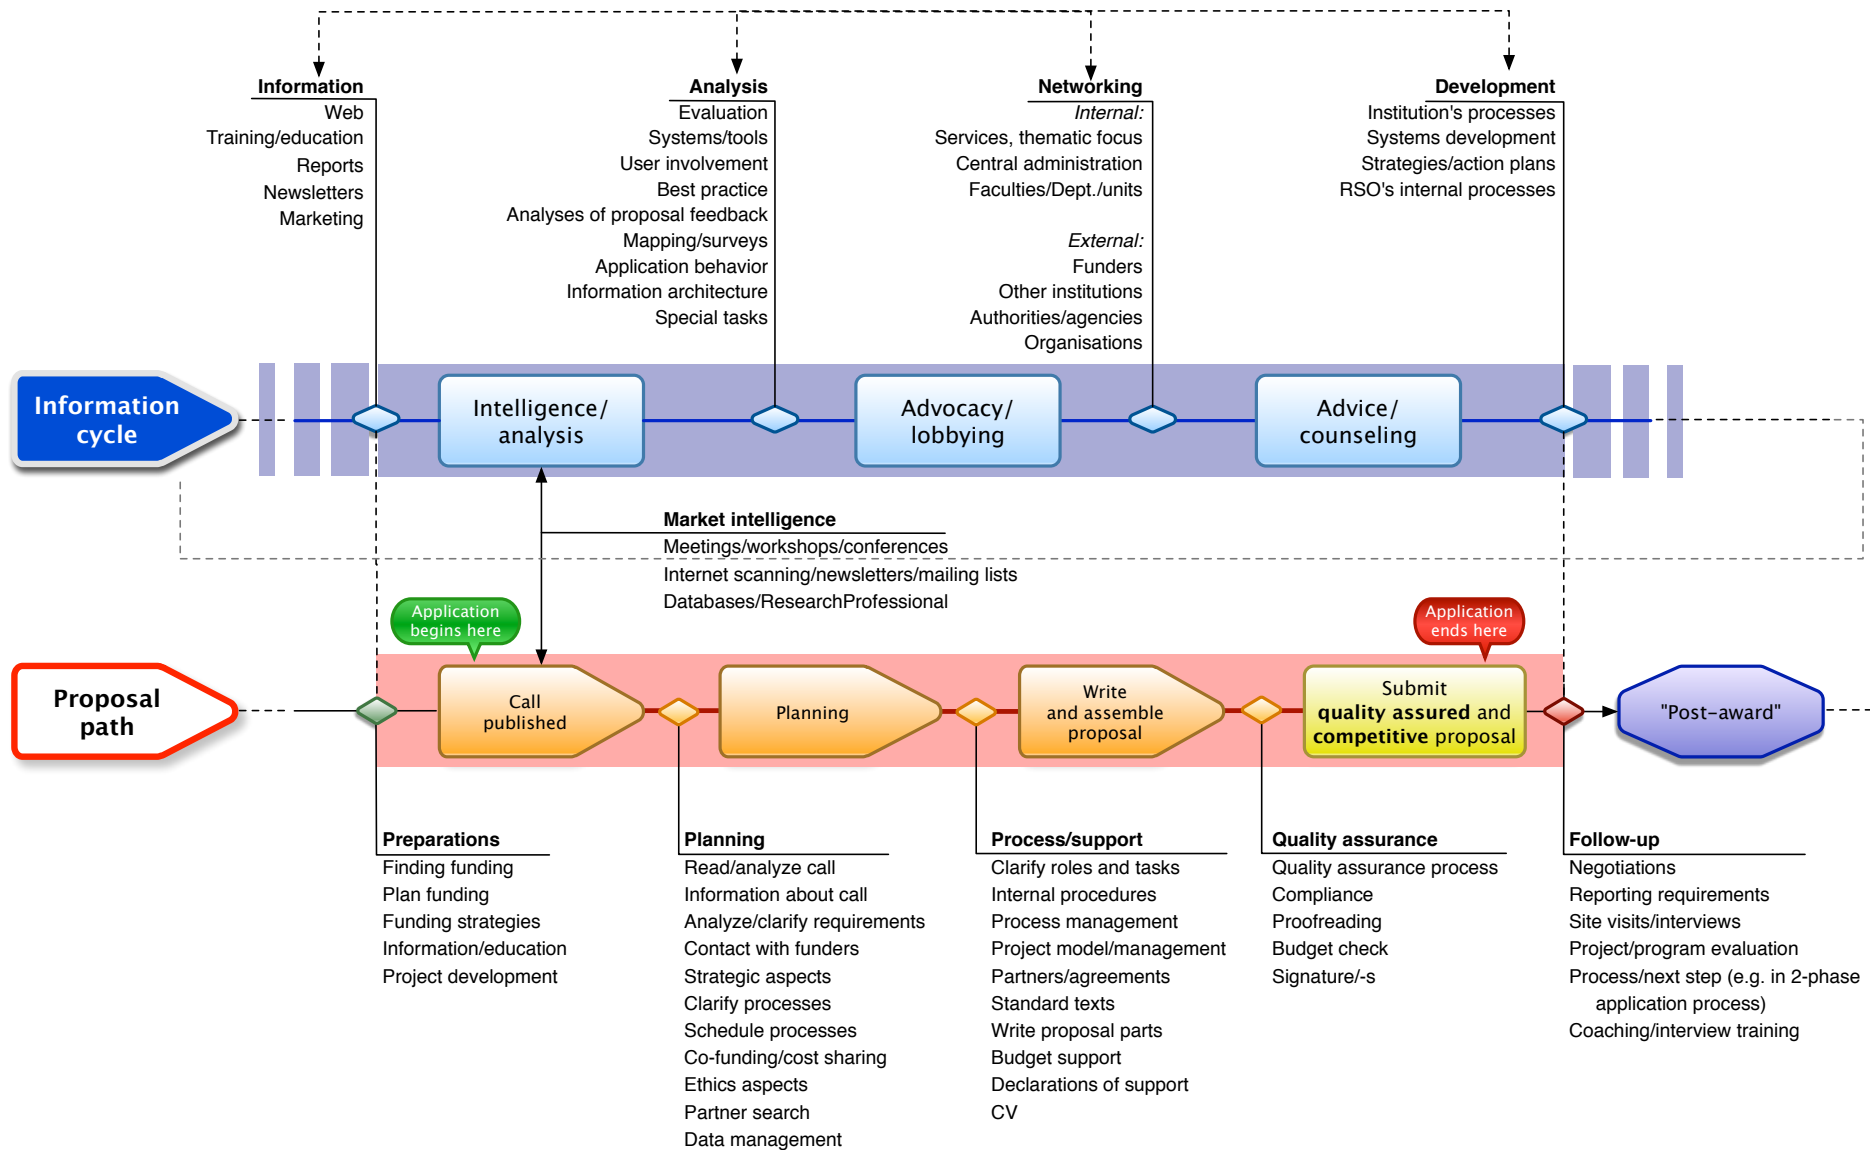 Information
Web
Training/education
Reports
Newsletters
Marketing
Analysis
Evaluation
Systems/tools
User involvement
Best practice
Analyses of proposal feedback
Mapping/surveys
Application behavior
Information architecture
Special tasks
Networking
Internal:
Services, thematic focus
Central administration
Faculties/Dept./units
External:
Funders
Other institutions
Authorities/agencies
Organisations
Development
Institution's processes
Systems development
Strategies/action plans
RSO's internal processes
Information
cycle
Intelligence/
analysis
Advocacy/
lobbying
Advice/
counseling
Market intelligence
Meetings/workshops/conferences
Internet scanning/newsletters/mailing lists
Databases/ResearchProfessional
Application
begins here
Application
ends here
Proposal
path
Call
published
Planning
Write
and assemble
proposal
Submit
quality assured and
competitive proposal
"Post-award"
Preparations
Finding funding
Plan funding
Funding strategies
Information/education
Project development
Planning
Read/analyze call
Information about call
Analyze/clarify requirements
Contact with funders
Strategic aspects
Clarify processes
Schedule processes
Co-funding/cost sharing
Ethics aspects
Partner search
Data management
Process/support
Clarify roles and tasks
Internal procedures
Process management
Project model/management
Partners/agreements
Standard texts
Write proposal parts
Budget support
Declarations of support
CV
Quality assurance
Quality assurance process
Compliance
Proofreading
Budget check
Signature/-s
Follow-up
Negotiations
Reporting requirements
Site visits/interviews
Project/program evaluation
Process/next step (e.g. in 2-phase
application process)
Coaching/interview training